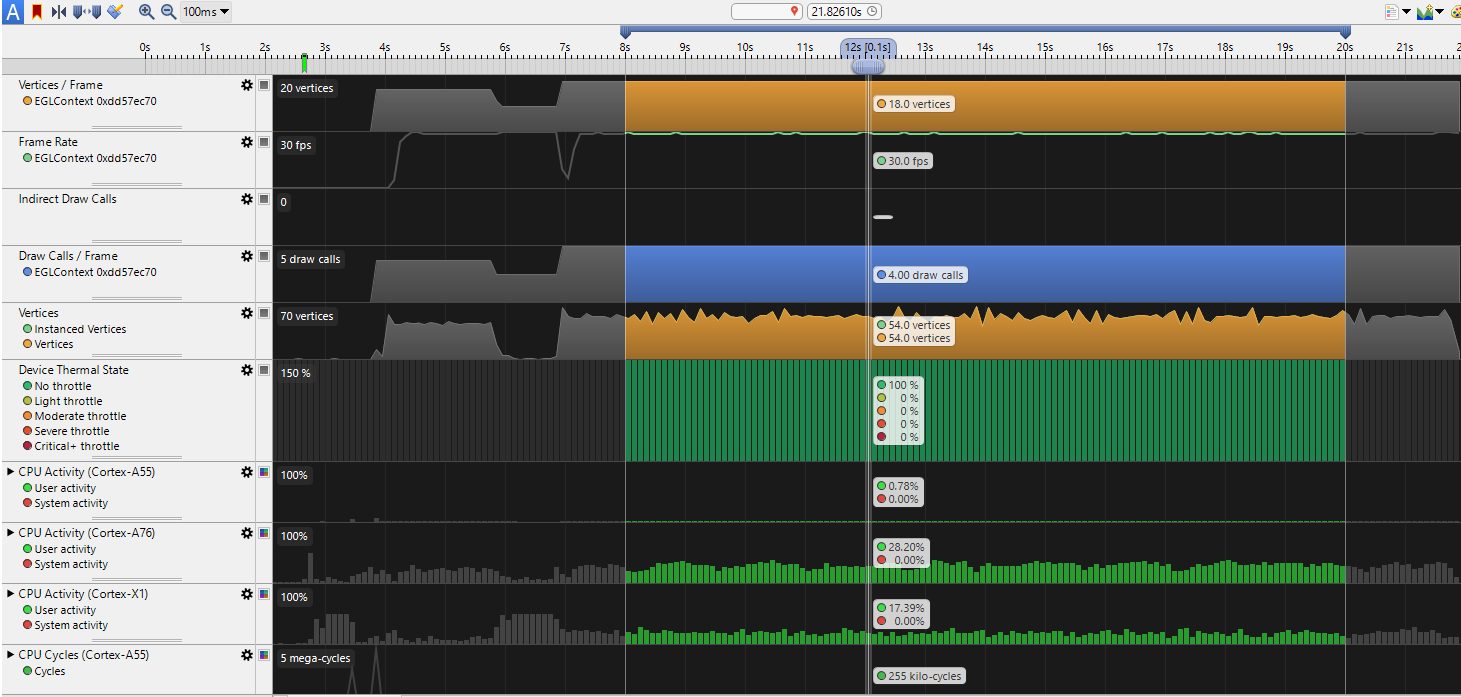 A
100ms
21.82610s
0s 1s 2s 3s 4s 5s 6s 7s 8s 9s 10s 11s 12s [0.1s] 13s 14s 15s 16s 17s 18s 19s 20s 21s
Vertices / Frame
EGLContext 0xdd57ec70
20 vertices
18.0 vertices
Frame Rate
EGLContext 0xdd57ec70
30 fps
30.0 fps
Indirect Draw Calls
0
Draw Calls / Frame
EGLContext 0xdd57ec70
5 draw calls
4.00 draw calls
Vertices
Instanced Vertices
Vertices
70 vertices
54.0 vertices
54.0 vertices
Device Thermal State
No throttle
Light throttle
Moderate throttle
Severe throttle
Critical+ throttle
150 %
100 %
0 %
0 %
0 %
0 %
CPU Activity (Cortex-A55)
User activity
System activity
100%
0.78%
0.00%
CPU Activity (Cortex-A76)
User activity
System activity
100%
28.20%
0.00%
CPU Activity (Cortex-X1)
User activity
System activity
100%
17.39%
0.00%
CPU Cycles (Cortex-A55)
Cycles
5 mega-cycles
255 kilo-cycles